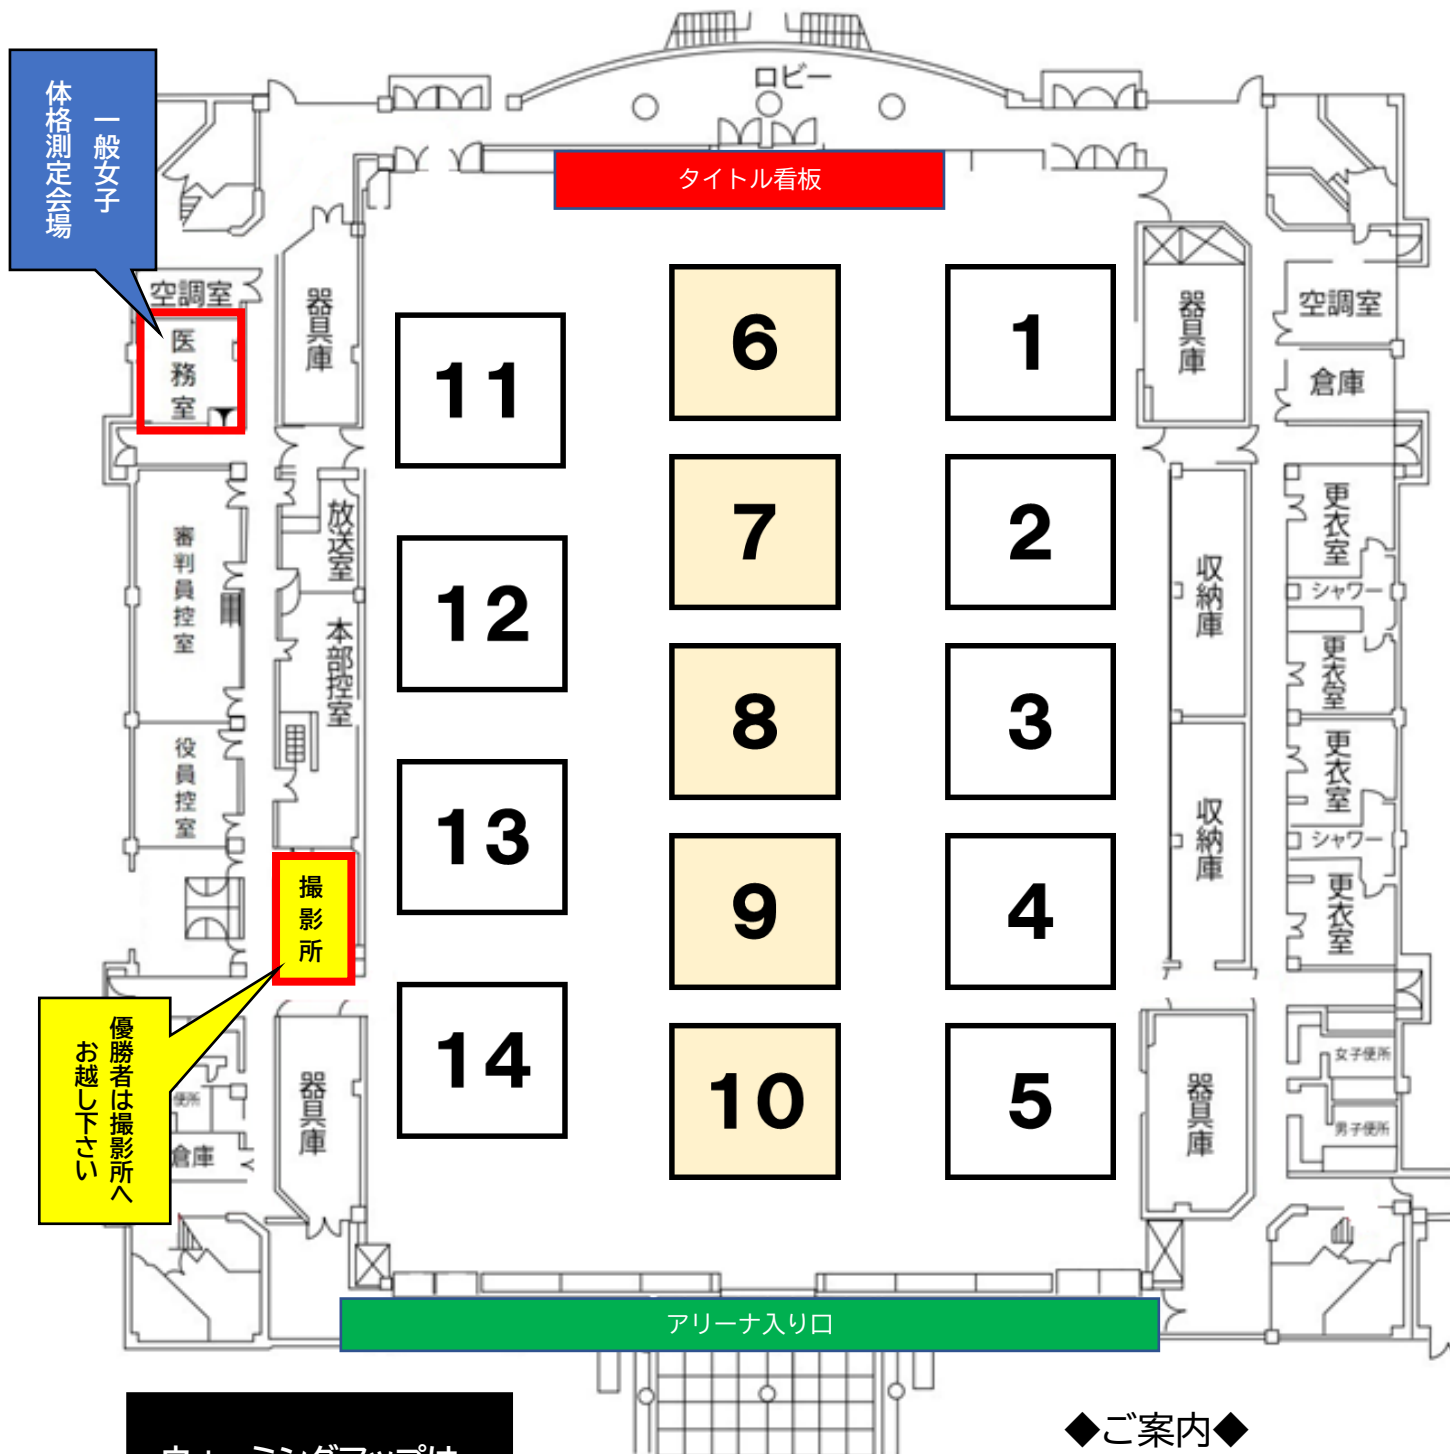 ロビー
一般女子
体格測定会場
タイトル看板
空調室
医務室
器具庫
11
6
1
器具庫
空調室
倉庫
7
2
放送室
審判員控室
12
本部控室
収納庫
更衣室
シャワー
更衣室
8
3
役員控室
13
収納庫
更衣室
シャワー
更衣室
撮影所
9
4
優勝者は撮影所へ
お越し下さい
便所
倉庫
器具庫
14
10
5
器具庫
女子便所
男子便所
アリーナ入り口
◆ご案内◆